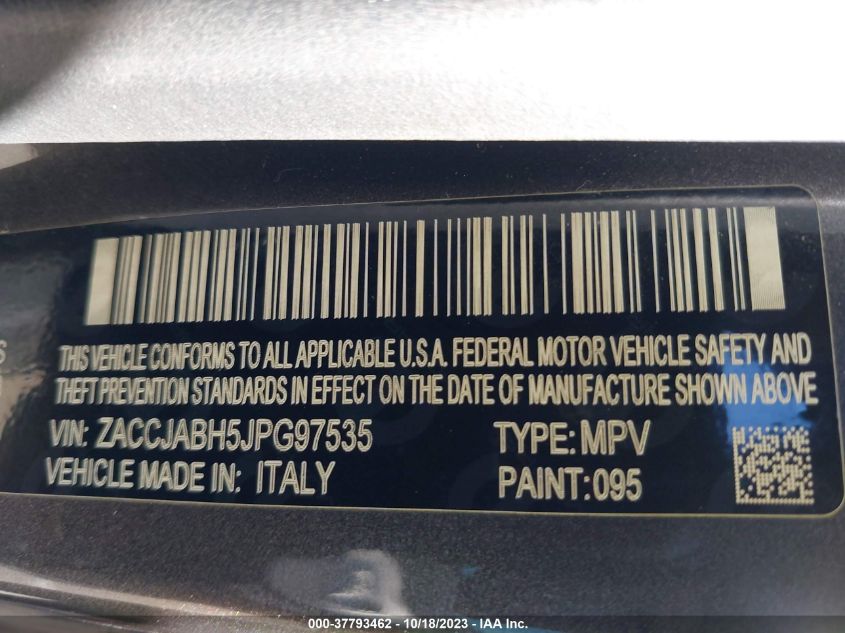 THIS VEHICLE CONFORMS TO ALL APPLICABLE U.S.A. FEDERAL MOTOR VEHICLE SAFETY AND
THEFT PREVENTION STANDARDS IN EFFECT ON THE DATE OF MANUFACTURE SHOWN ABOVE
VIN: ZACCJABH5JPG97535 TYPE: MPV
VEHICLE MADE IN: ITALY PAINT: 095
000-37793462 - 10/18/2023 - IAA Inc.